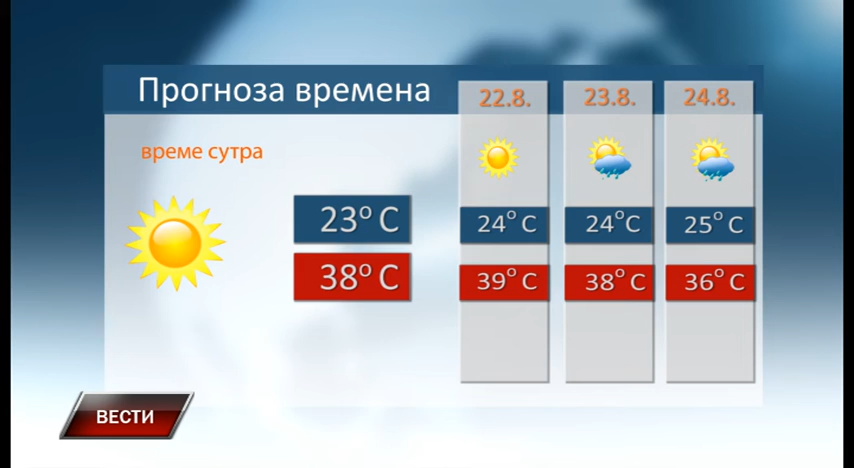 Прогноза времена
време сутра
23° C
38° C
22.8.
24° C
39° C
23.8.
24°C
38° C
24.8.
25° C
36° C
ВЕСТИ